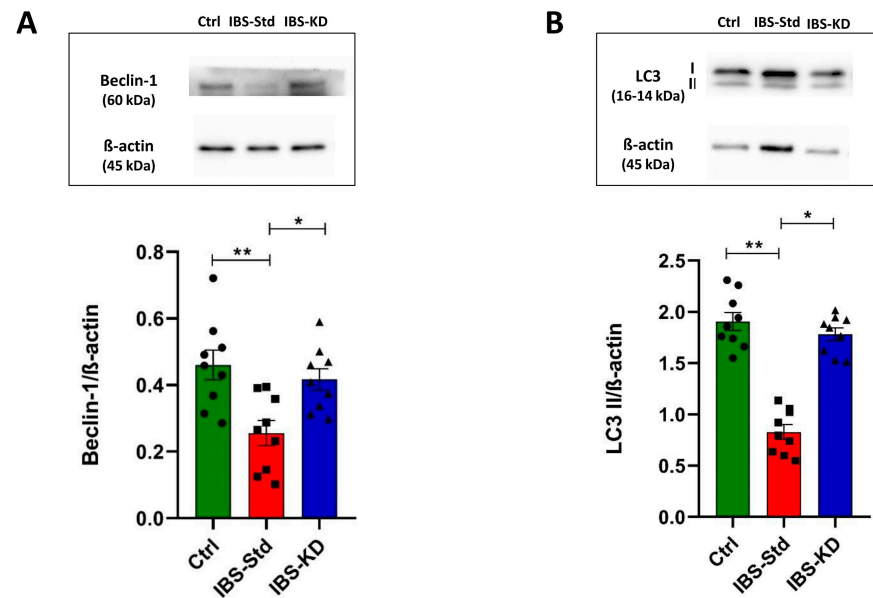 A
Ctrl IBS-Std IBS-KD
Beclin-1
(60 kDa)
ß-actin
(45 kDa)
*
**
0.8
0.6
0.4
0.2
0.0
Beclin-1/ß-actin
Ctrl
IBS-Std
IBS-KD
B
Ctrl IBS-Std IBS-KD
LC3
(16-14 kDa)
I
II
ß-actin
(45 kDa)
*
**
2.5
2.0
1.5
1.0
0.5
0.0
LC3 II/ß-actin
Ctrl
IBS-Std
IBS-KD